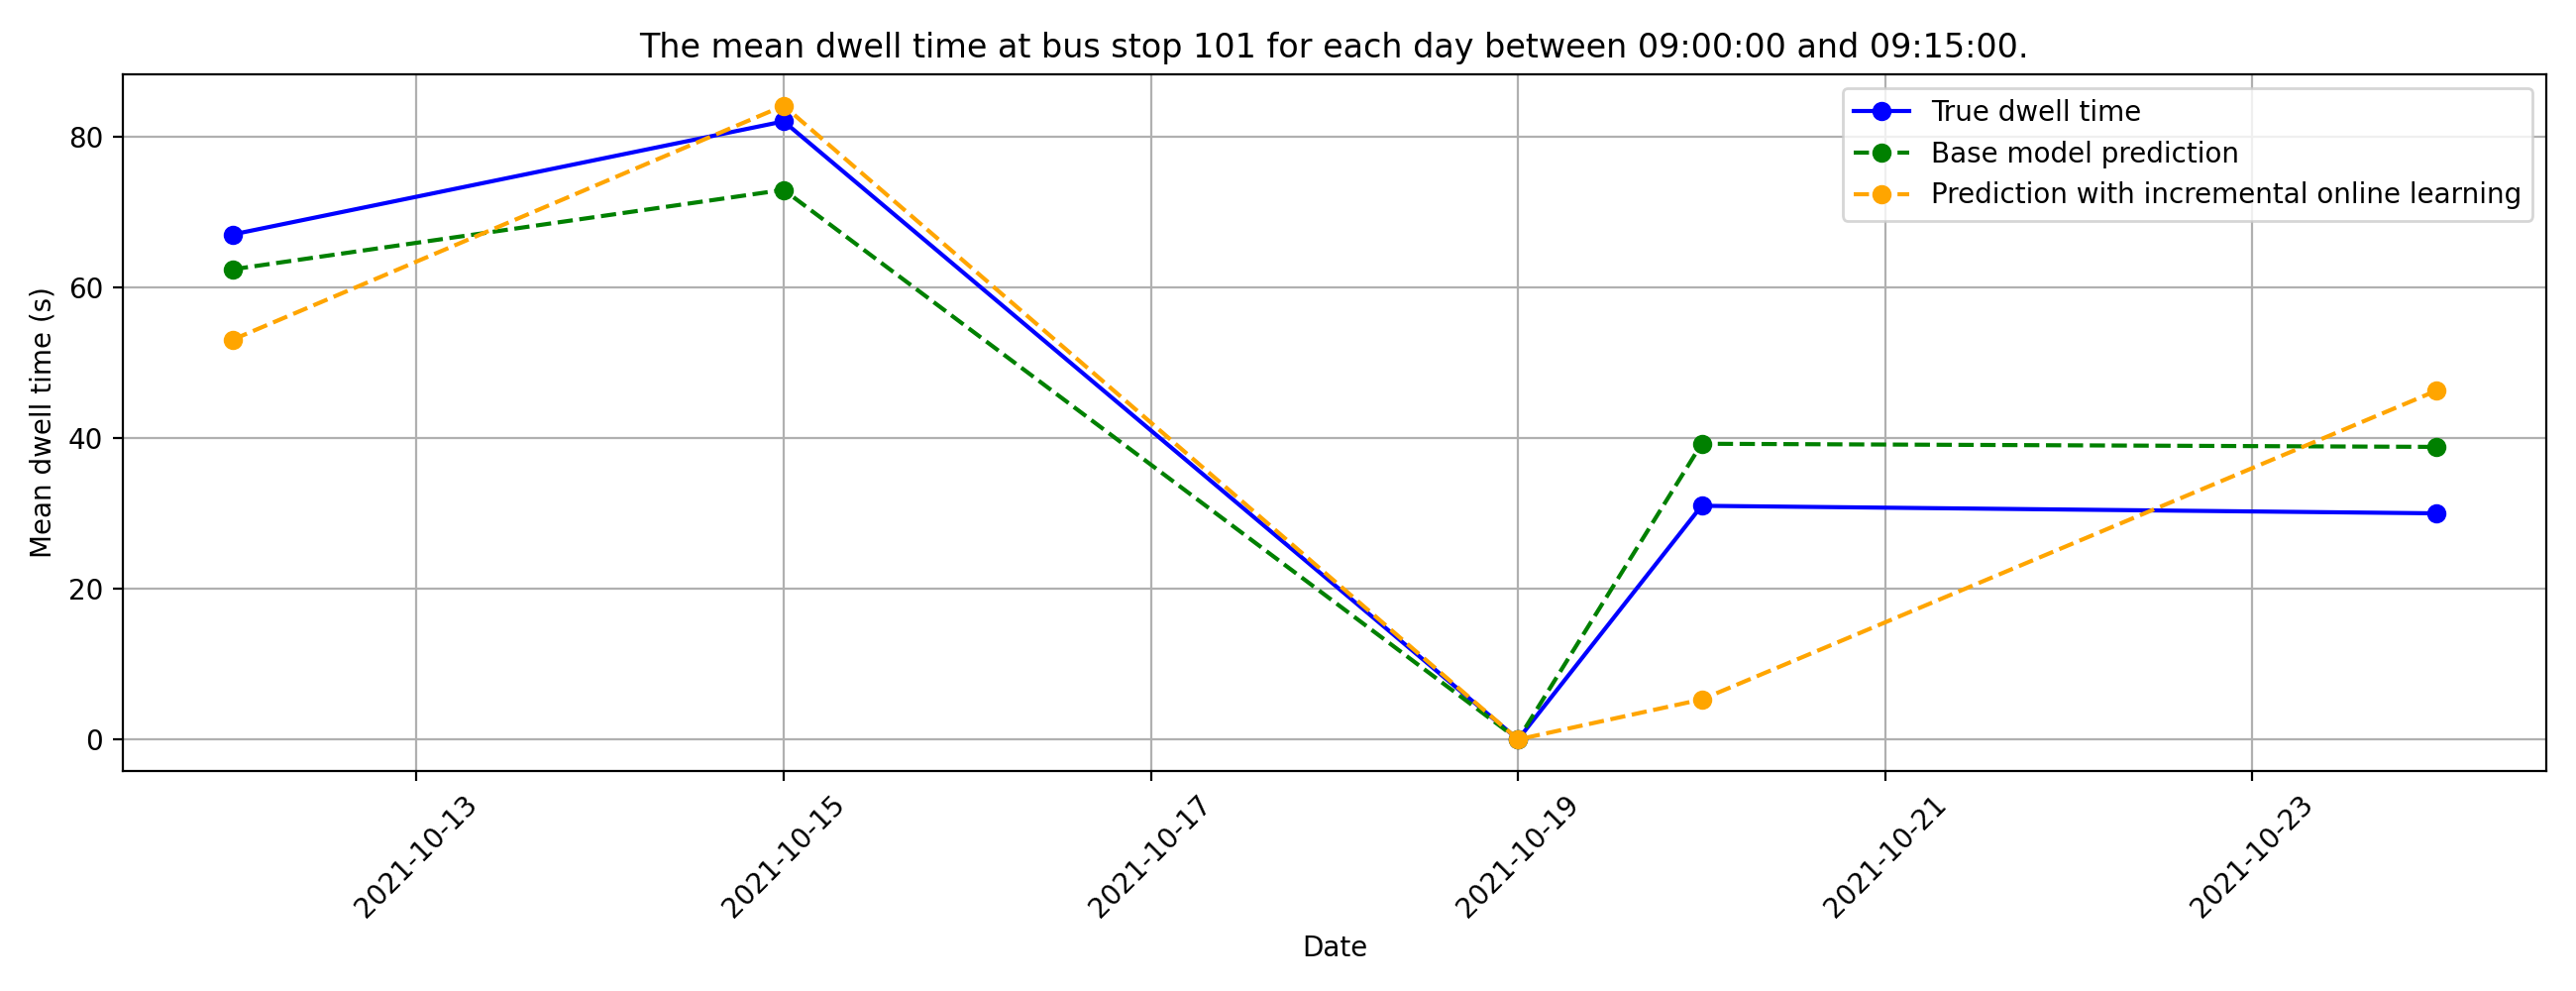 The mean dwell time at bus stop 101 for each day between 09:00:00 and 09:15:00.
True dwell time
Base model prediction
Prediction with incremental online learning
Mean dwell time (s)
80
60
40
20
0
2021-10-13
2021-10-15
2021-10-17
2021-10-19
2021-10-21
2021-10-23
Date